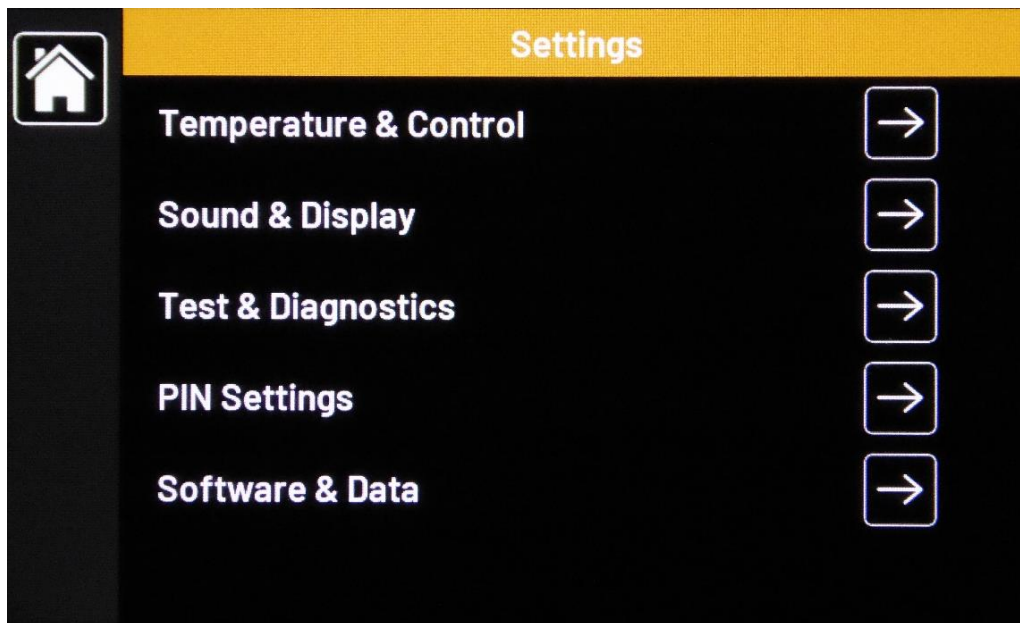 Settings
Temperature & Control
Sound & Display
Test & Diagnostics
PIN Settings
Software & Data